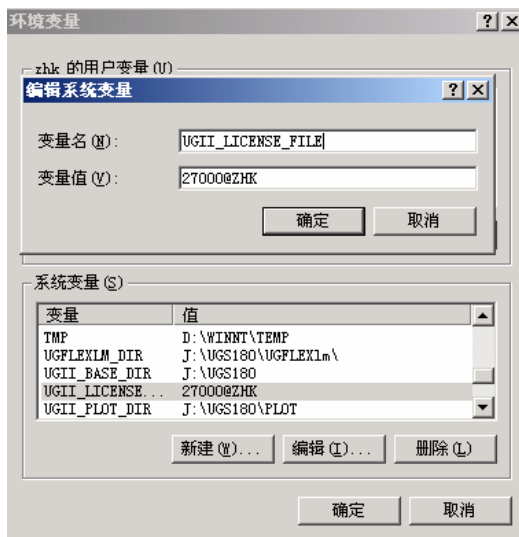 环境变量
zhk 的用户变量(U)
编辑系统变量
变量名(N):
UGII_LICENSE_FILE
变量值(V):
27000@ZHK
确定
取消
系统变量(S)
变量 值
TMP D:\WINNT\TEMP
UGFLEXLM_DIR J:\UGS180\UGFLEXlm\
UGII_BASE_DIR J:\UGS180
UGII_LICENSE... 27000@ZHK
UGII_PLOT_DIR J:\UGS180\PLOT
新建(W)... 编辑(I)... 删除(L)
确定 取消